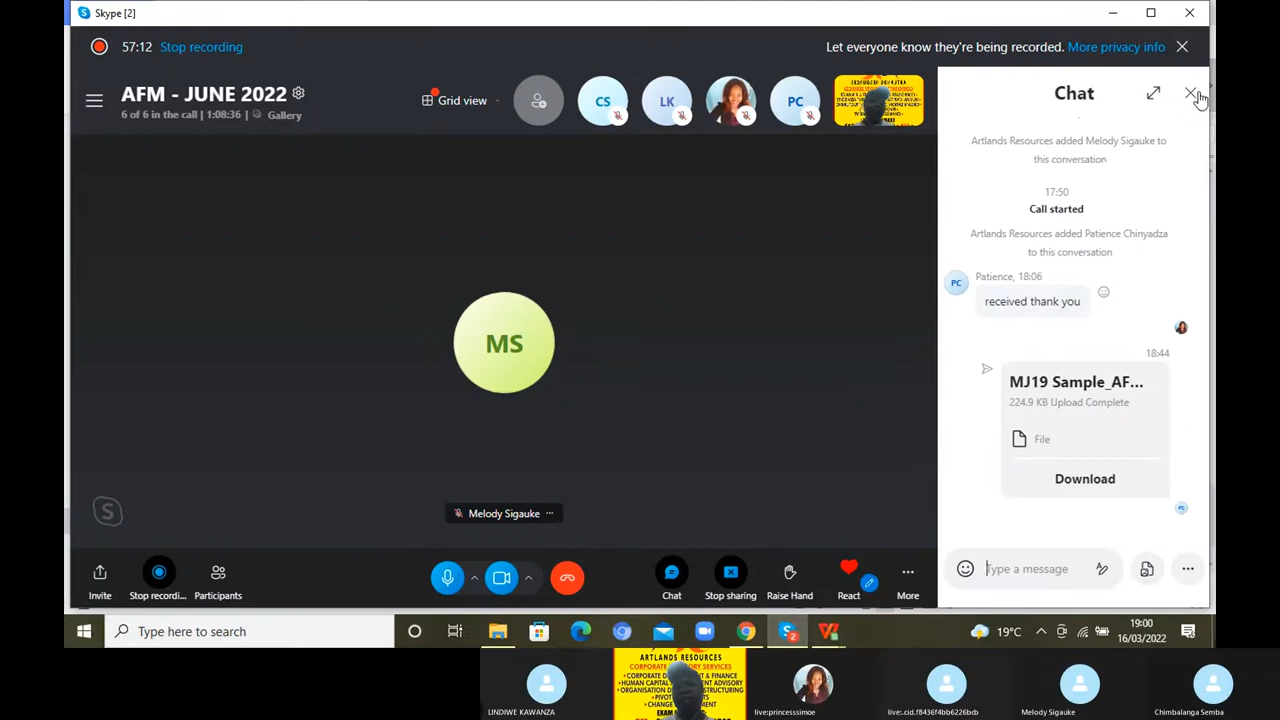 Skype [2]
57:12 Stop recording
Let everyone know they're being recorded. More privacy info
AFM - JUNE 2022
6 of 6 in the call | 1:08:36 | Gallery
Grid view
CS
LK
PC
Chat
Artlands Resources added Melody Sigauke to
this conversation
17:50
Call started
Artlands Resources added Patience Chinyadza
to this conversation
Patience, 18:06
PC
received thank you
18:44
MJ19 Sample_AF...
224.9 KB Upload Complete
File
Download
PC
MS
Melody Sigauke ...
Type a message
Invite
Stop recordi...
Participants
Chat
Stop sharing
Raise Hand
React
More
Type here to search
19°C
19:00
16/03/2022
ARTLANDS RESOURCES
LINDIWE KAWANZA
live:princesssimoe
live:.cid.f8436f4bb6226bcb
Melody Sigauke
Chimbalanga Semba